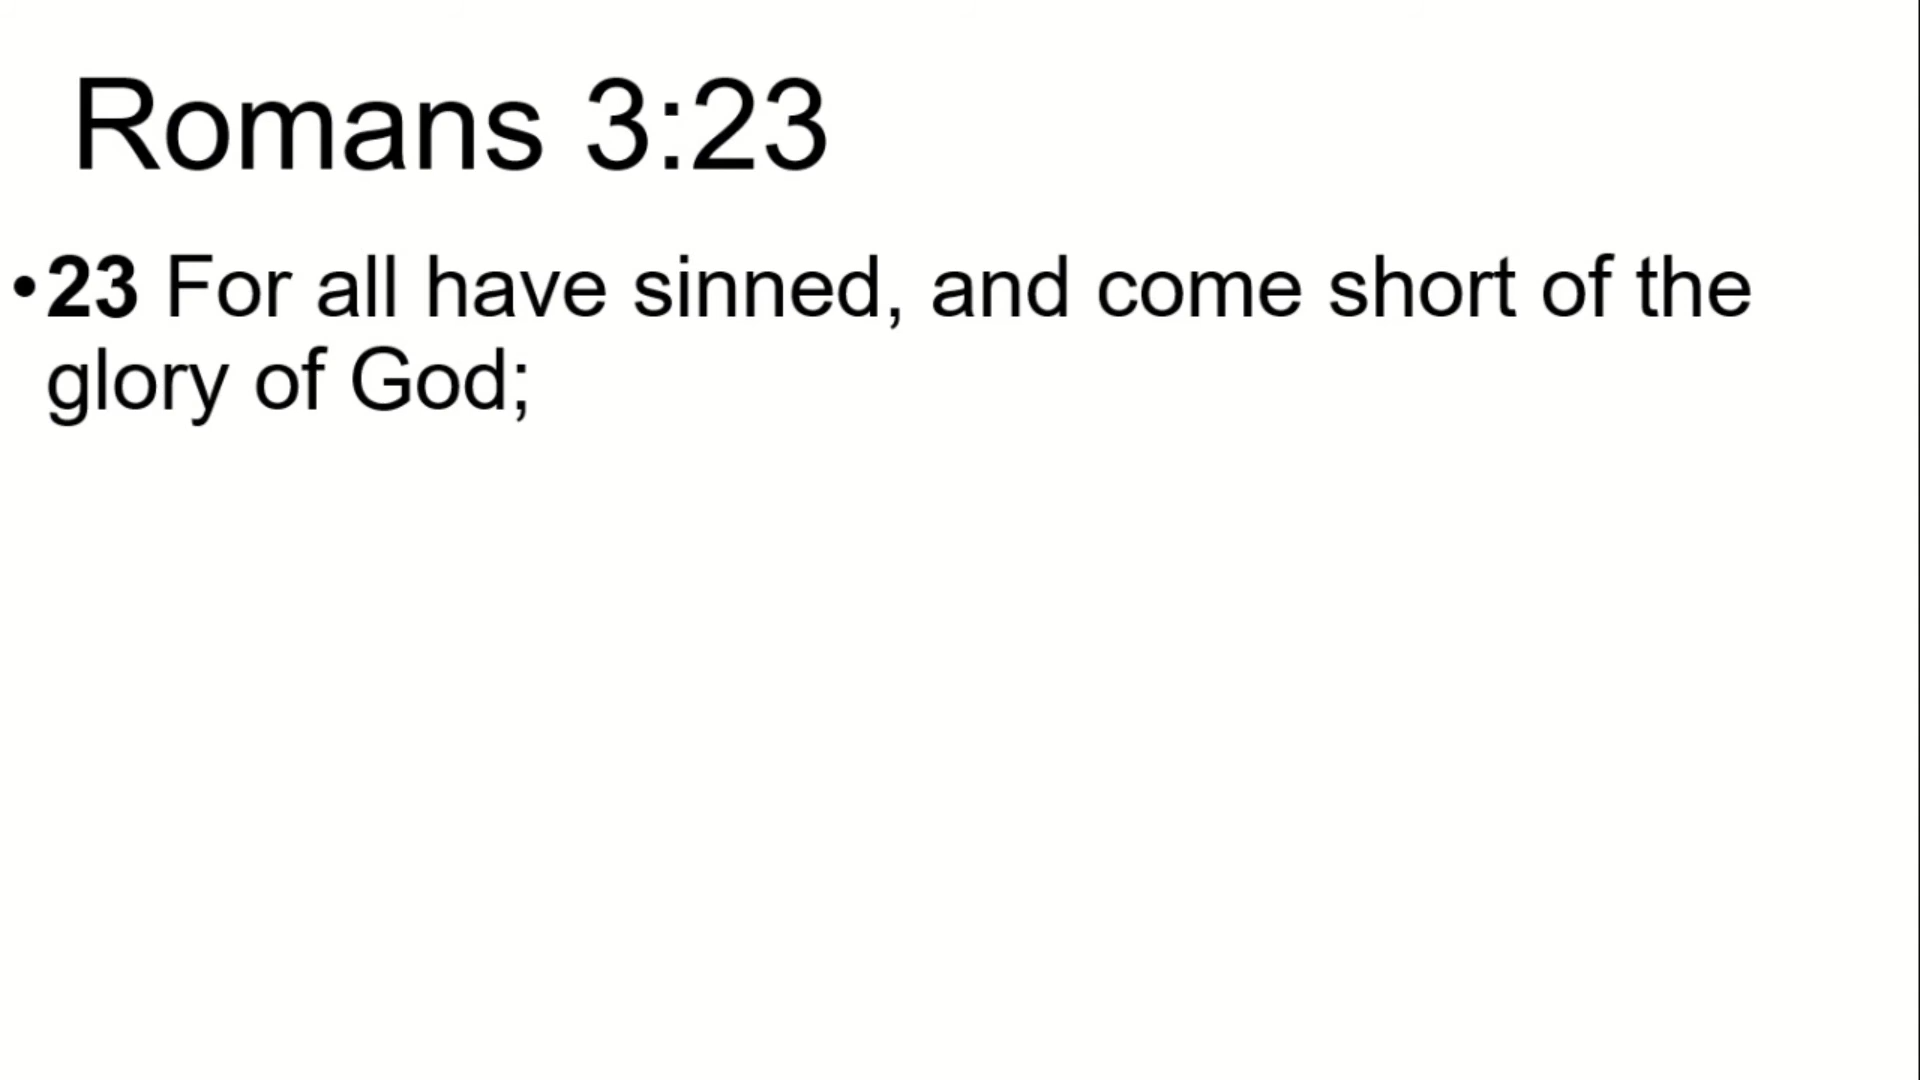 Romans 3:23
•23 For all have sinned, and come short of the
glory of God;